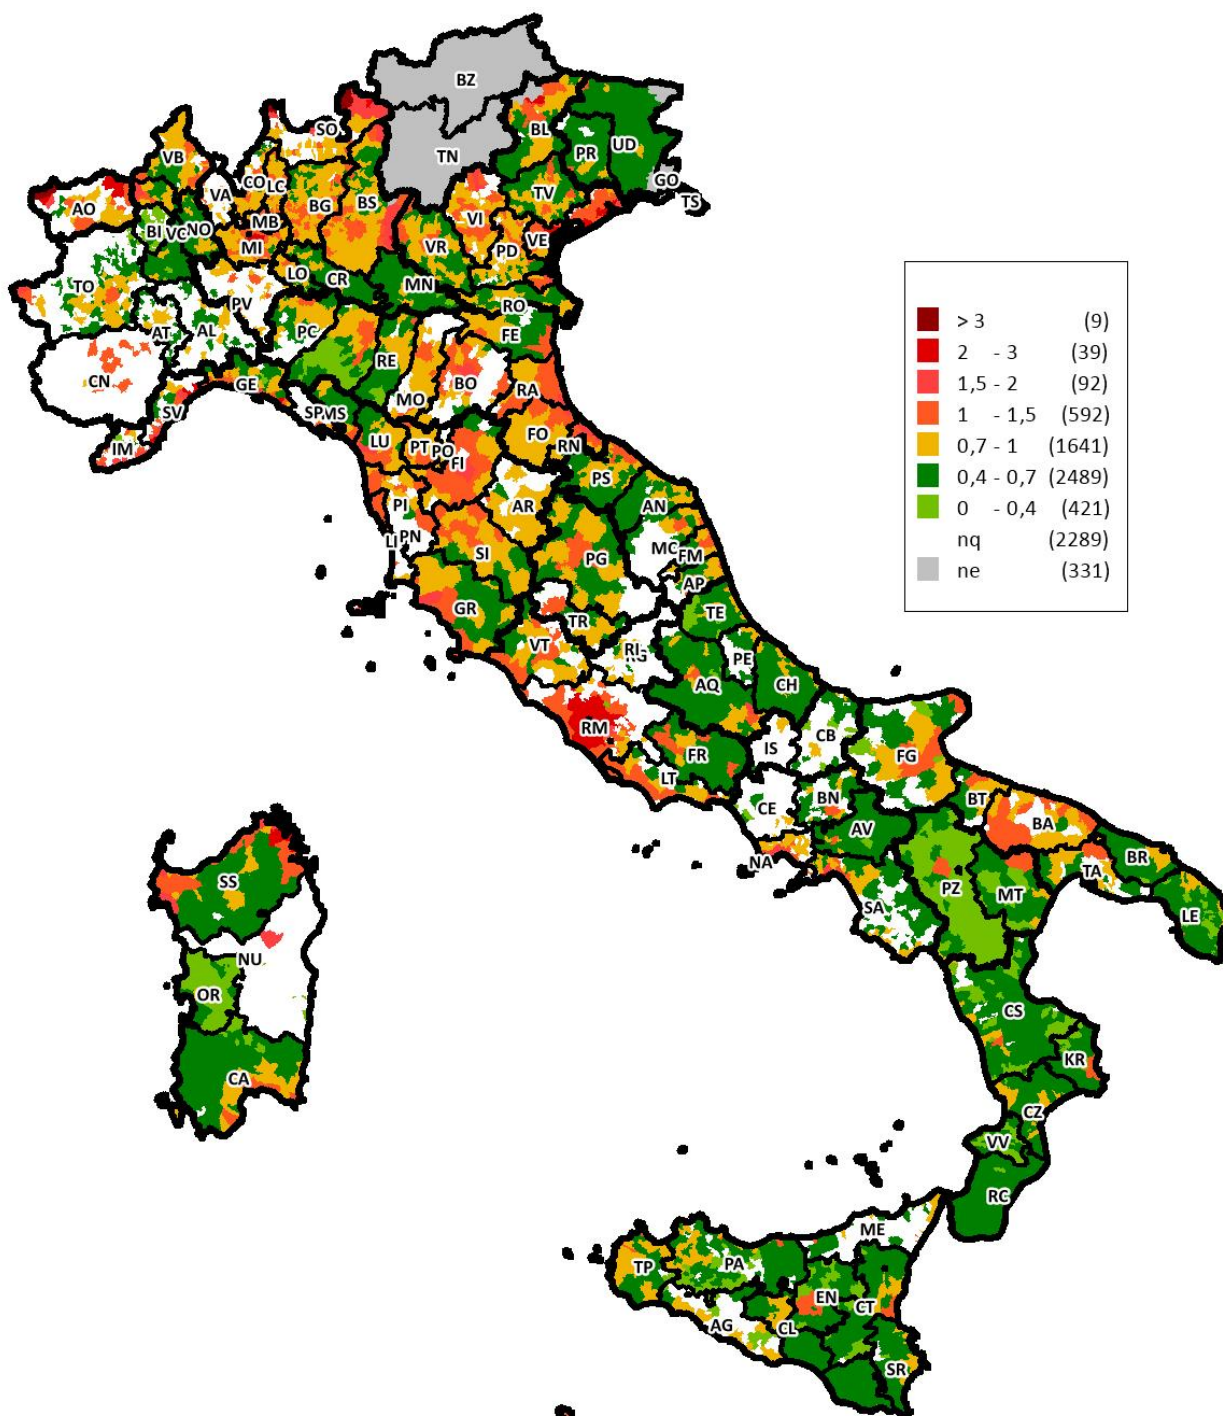 BZ
SO
TN
BL
PR
UD
GO
TS
VB
AO
VA
CO
LC
BG
BS
TV
VI
BI
VC
NO
MB
MI
VR
PD
VE
TO
LO
CR
MN
PV
RO
AT
AL
PC
FE
RE
CN
GE
MO
BO
RA
SV
SP
MS
IM
LU
PT
PO
FI
FO
RN
PS
PI
AR
AN
LI
PN
SI
PG
MC
FM
AP
GR
TR
TE
VT
RI
PE
AQ
CH
RM
FR
IS
CB
FG
LT
CE
BN
BT
BA
AV
NA
BR
TA
PZ
MT
SA
LE
SS
NU
OR
CA
CS
KR
CZ
VV
RC
ME
TP
PA
EN
CT
AG
CL
SR
> 3 (9)
2 - 3 (39)
1,5 - 2 (92)
1 - 1,5 (592)
0,7 - 1 (1641)
0,4 - 0,7 (2489)
0 - 0,4 (421)
nq (2289)
ne (331)